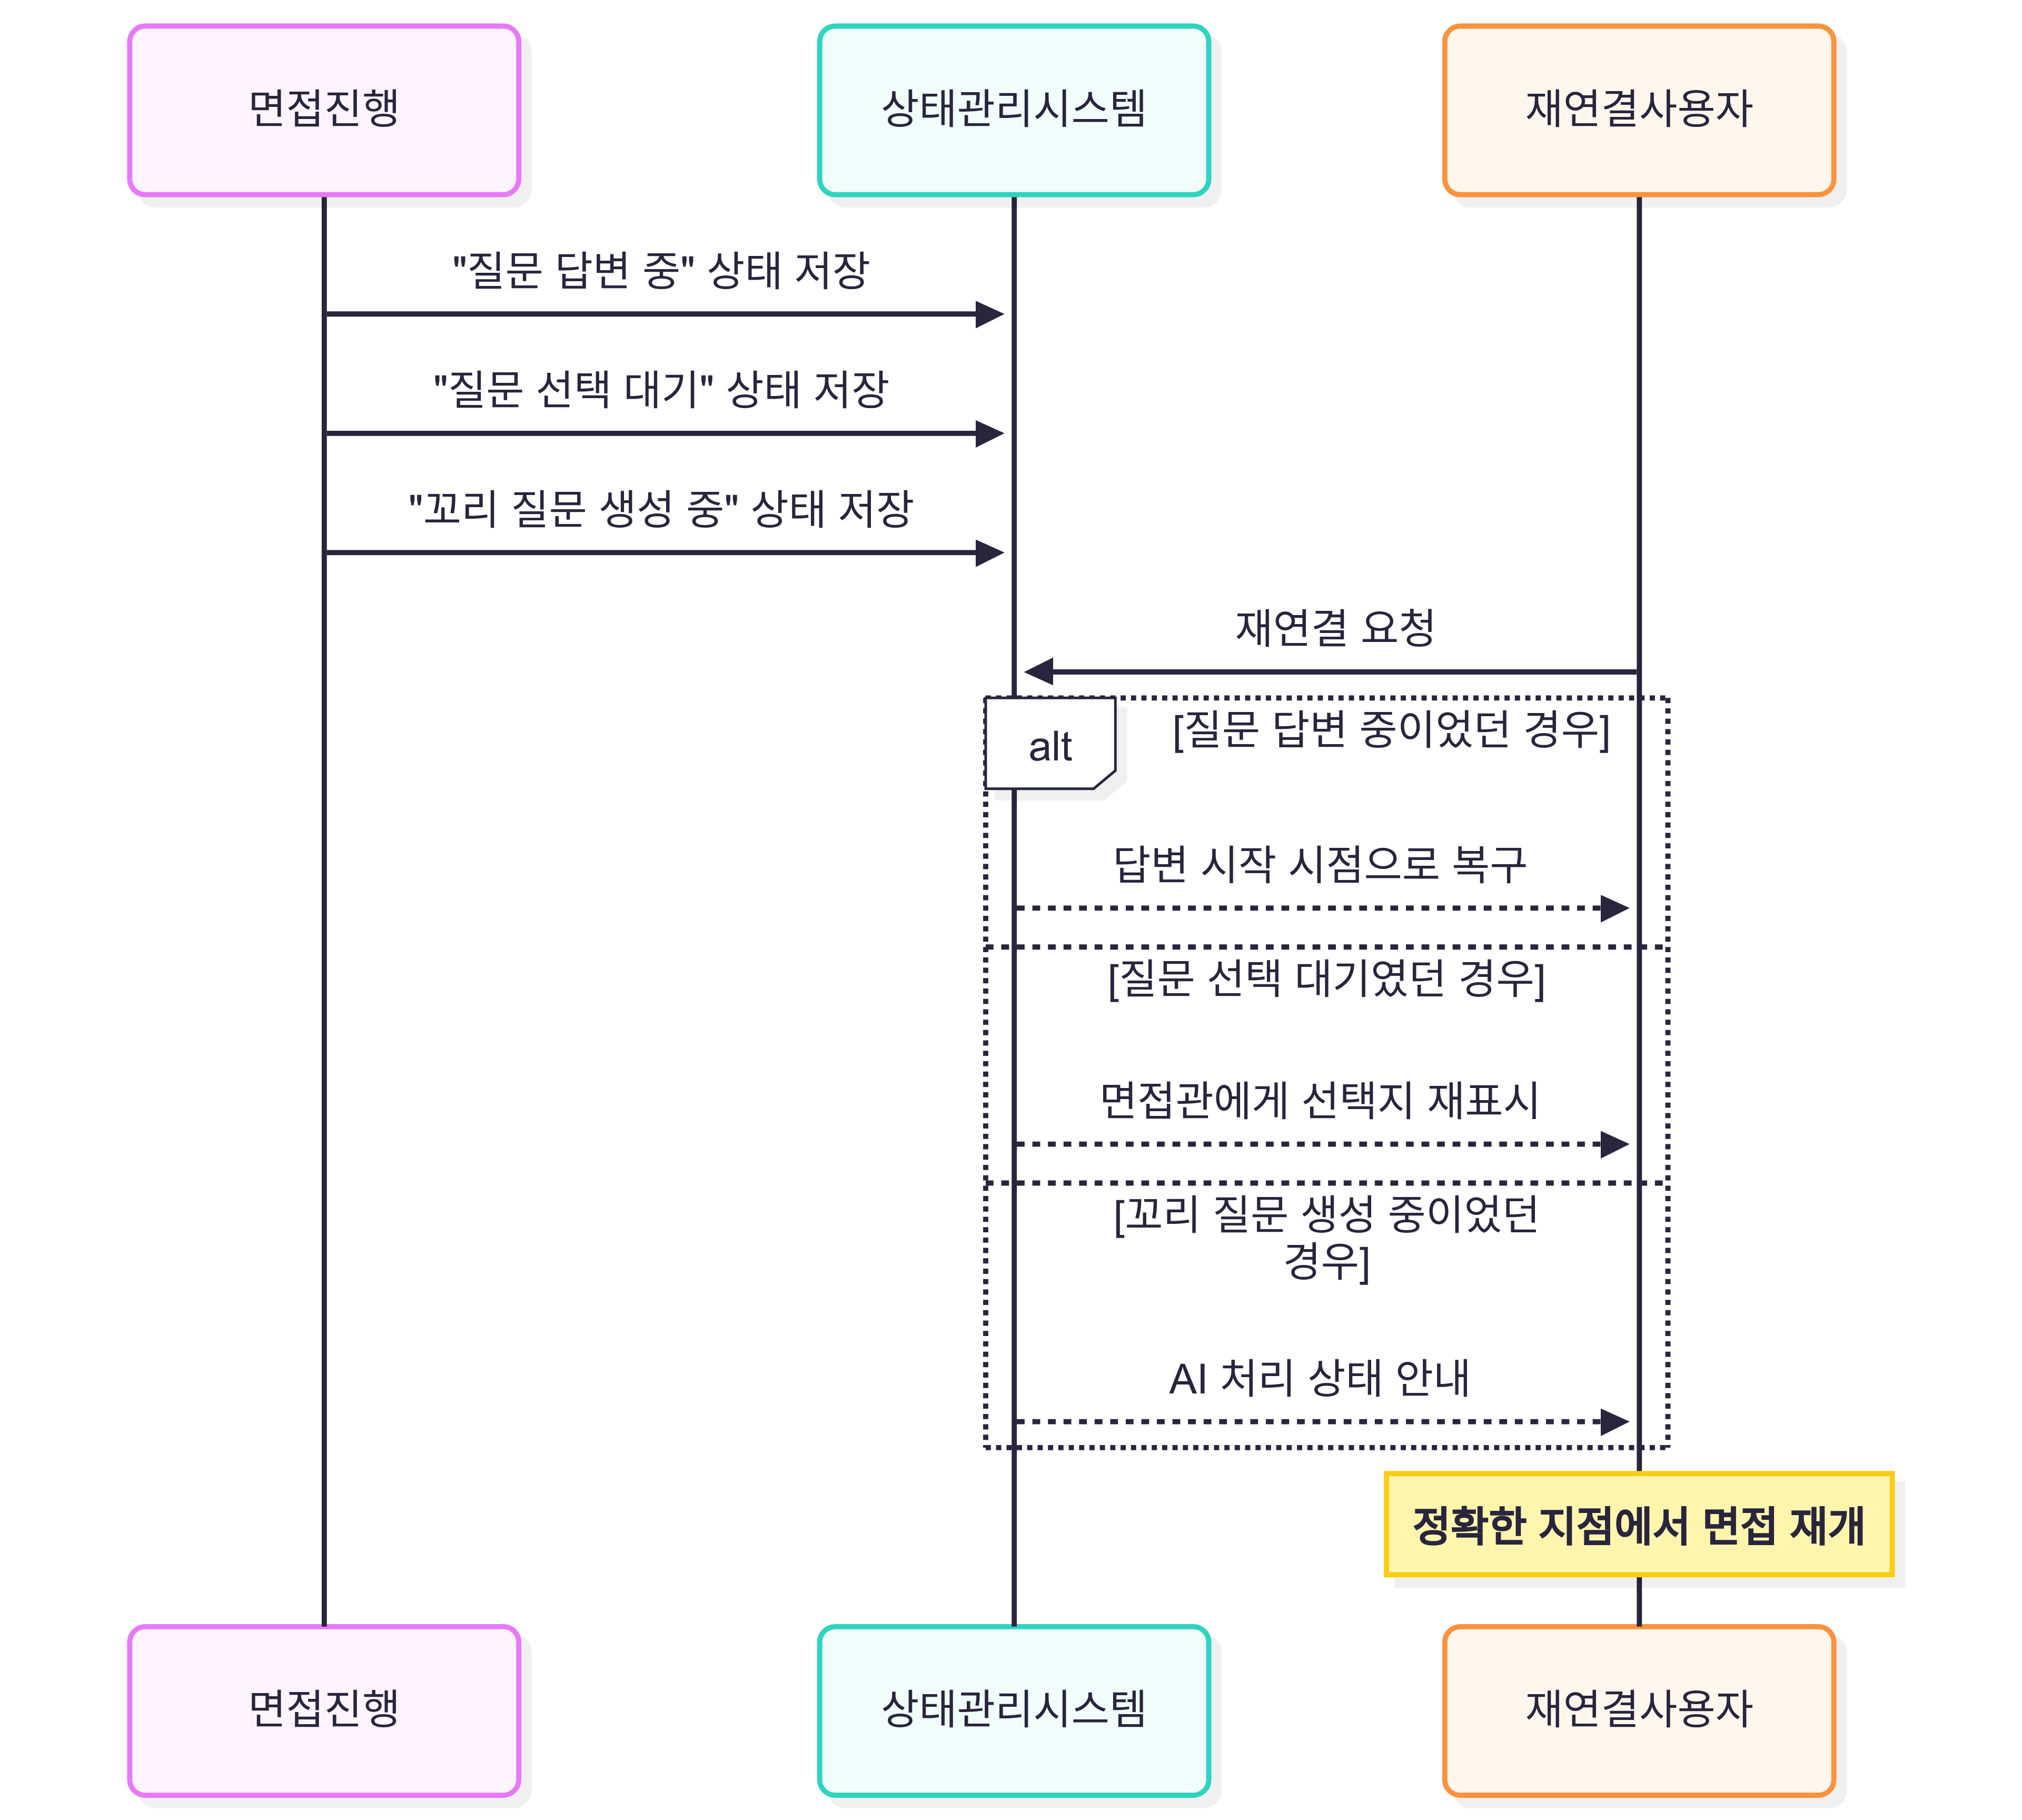 면접진행
상태관리시스템
재연결사용자
"질문 답변 중" 상태 저장
"질문 선택 대기" 상태 저장
"꼬리 질문 생성 중" 상태 저장
재연결 요청
alt
[질문 답변 중이었던 경우]
답변 시작 시점으로 복구
[질문 선택 대기였던 경우]
면접관에게 선택지 재표시
[꼬리 질문 생성 중이었던
경우]
AI 처리 상태 안내
정확한 지점에서 면접 재개
면접진행
상태관리시스템
재연결사용자